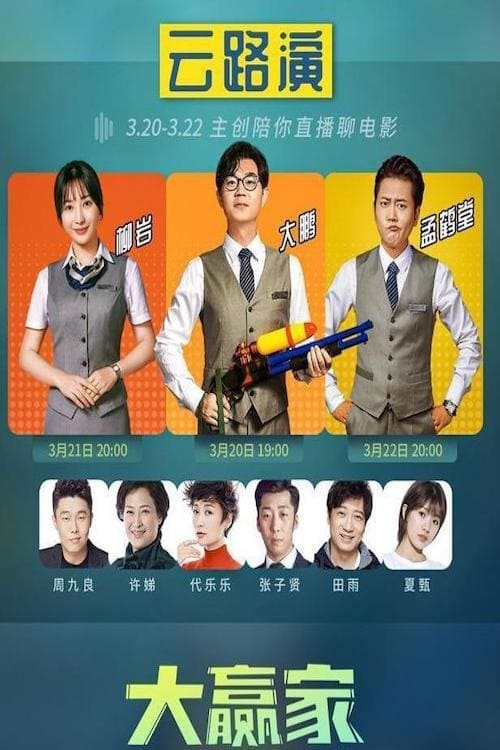 云路演
3.20-3.22 主创陪你直播聊电影
柳岩
大鹏
孟鹤堂
3月21日 20:00
3月20日 19:00
3月22日 20:00
周九良
许娣
代乐乐
张子贤
田雨
夏甄
大赢家